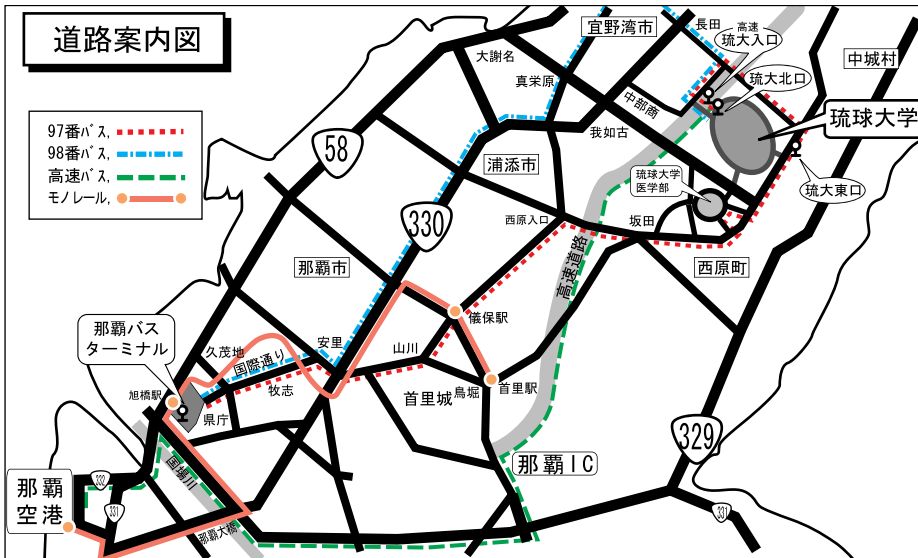 道路案内図
97番バス,
98番バス,
高速バス,
モノレール,
宜野湾市
長田
高速
琉大入口
琉大北口
中城村
琉球大学
琉大東口
大謝名
真栄原
中部商
我如古
58
浦添市
330
琉球大学
医学部
西原入口
坂田
西原町
高速道路
那覇市
儀保駅
山川
安里
那覇バス
ターミナル
久茂地
国際通り
牧志
旭橋駅
県庁
首里城
鳥堀
首里駅
329
那覇IC
国場川
332
331
那覇
空港
那覇大橋
331